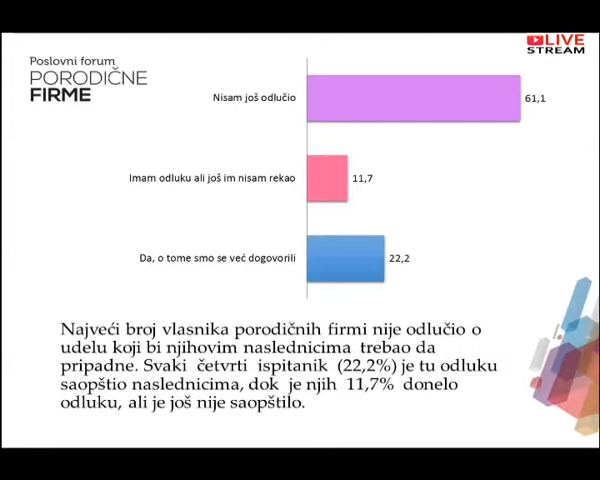 LIVE
STREAM
Poslovni forum
PORODIČNE
FIRME
Nisam još odlučio
61,1
Imam odluku ali još im nisam rekao
11,7
Da, o tome smo se već dogovorili
22,2
Najveći broj vlasnika porodičnih firmi nije odlučio o
udelu koji bi njihovim naslednicima trebao da
pripadne. Svaki četvrti ispitanik (22,2%) je tu odluku
saopštio naslednicima, dok je njih 11,7% donelo
odluku, ali je još nije saopštilo.